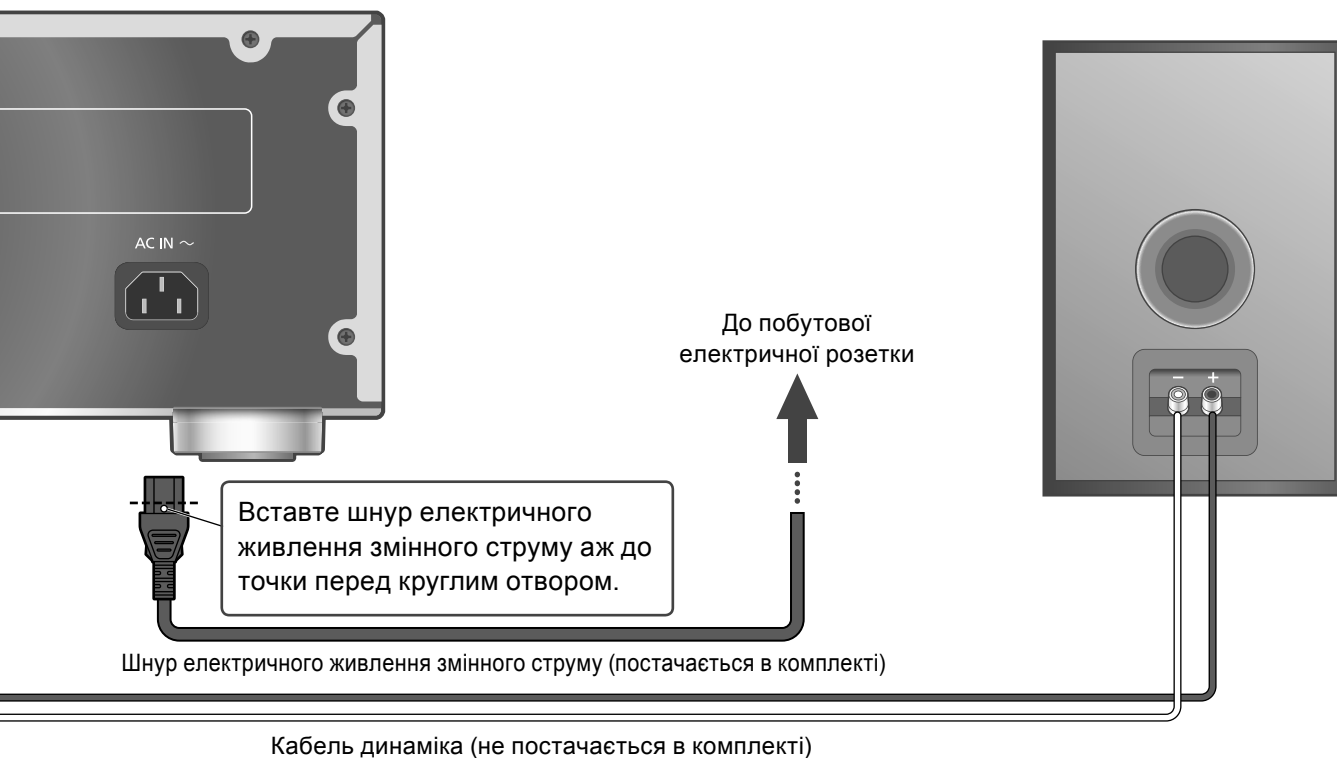 AC IN ～
До побутової
електричної розетки
− +
Вставте шнур електричного
живлення змінного струму аж до
точки перед круглим отвором.
Шнур електричного живлення змінного струму (постачається в комплекті)
Кабель динаміка (не постачається в комплекті)